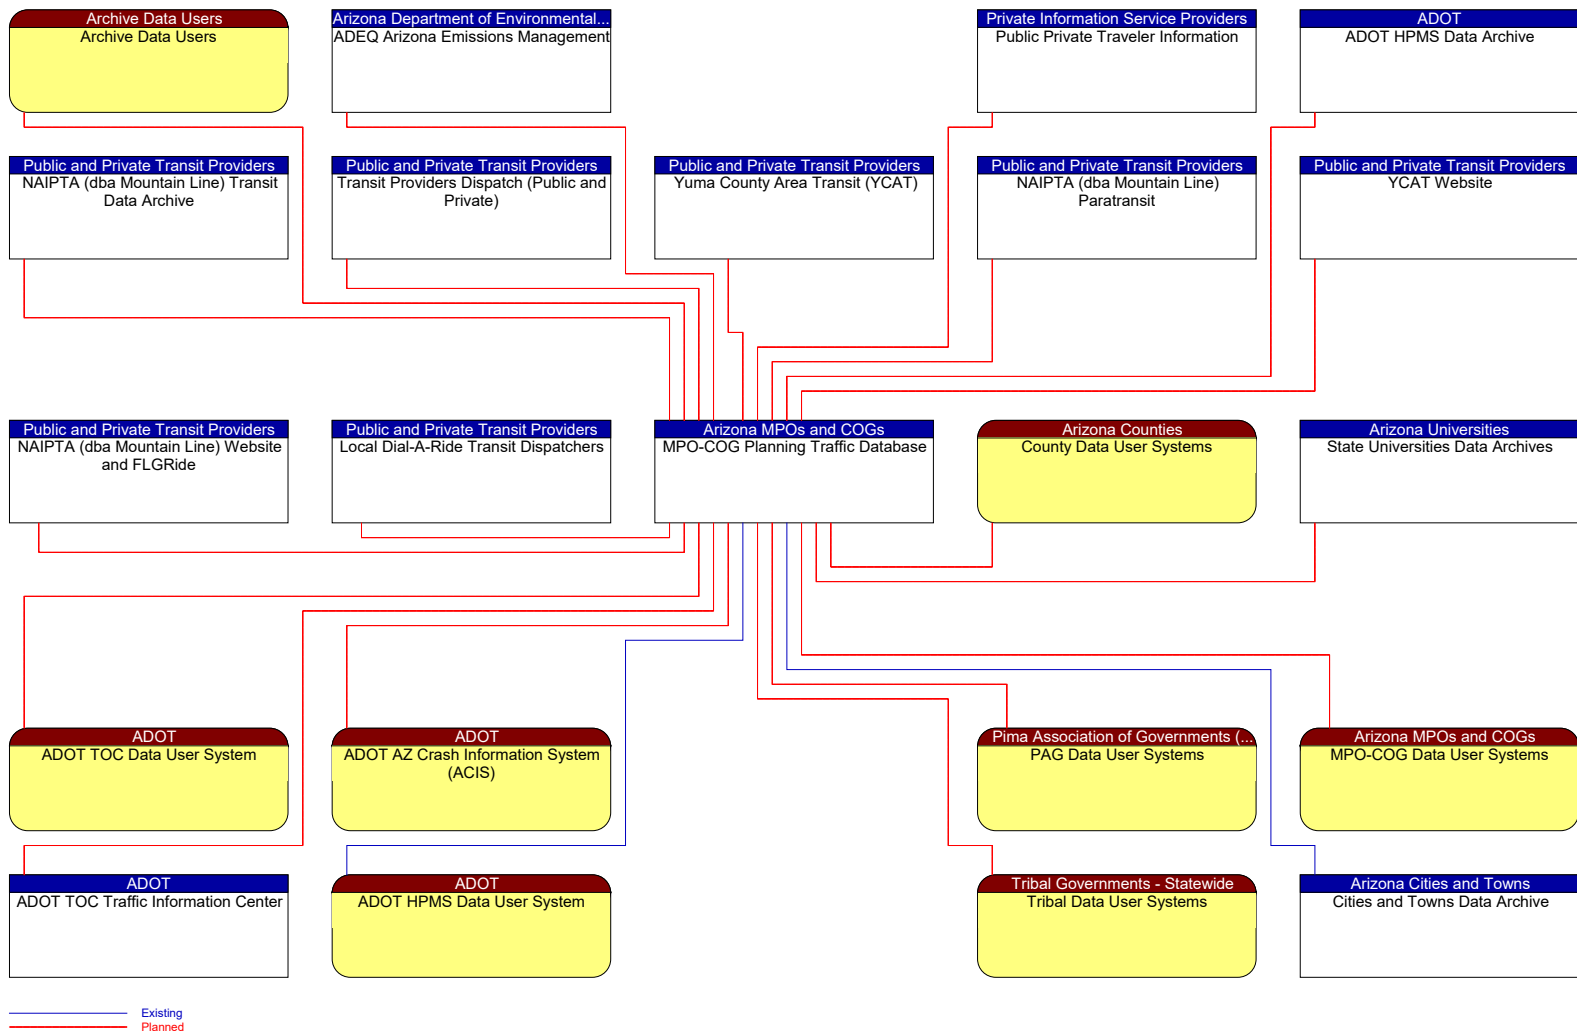 Archive Data Users
Archive Data Users
Arizona Department of Environmental...
ADEQ Arizona Emissions Management
Private Information Service Providers
Public Private Traveler Information
ADOT
ADOT HPMS Data Archive
Public and Private Transit Providers
NAIPTA (dba Mountain Line) Transit
Data Archive
Public and Private Transit Providers
Transit Providers Dispatch (Public and
Private)
Public and Private Transit Providers
Yuma County Area Transit (YCAT)
Public and Private Transit Providers
NAIPTA (dba Mountain Line)
Paratransit
Public and Private Transit Providers
YCAT Website
Public and Private Transit Providers
NAIPTA (dba Mountain Line) Website
and FLGRide
Public and Private Transit Providers
Local Dial-A-Ride Transit Dispatchers
Arizona MPOs and COGs
MPO-COG Planning Traffic Database
Arizona Counties
County Data User Systems
Arizona Universities
State Universities Data Archives
ADOT
ADOT TOC Data User System
ADOT
ADOT AZ Crash Information System
(ACIS)
Pima Association of Governments (...
PAG Data User Systems
Arizona MPOs and COGs
MPO-COG Data User Systems
ADOT
ADOT TOC Traffic Information Center
ADOT
ADOT HPMS Data User System
Tribal Governments - Statewide
Tribal Data User Systems
Arizona Cities and Towns
Cities and Towns Data Archive
Existing
Planned